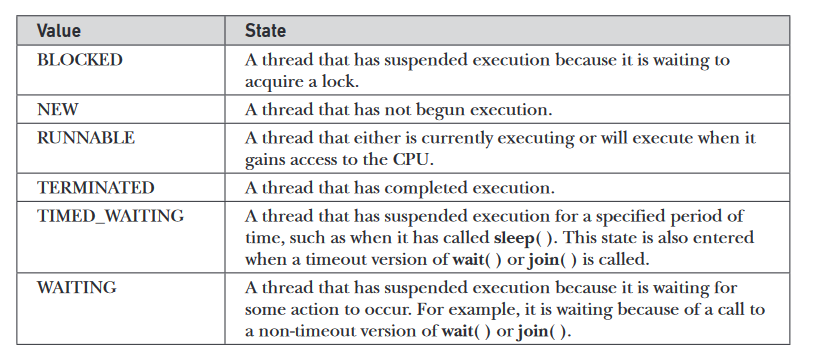 Value State
BLOCKED A thread that has suspended execution because it is waiting to
acquire a lock.
NEW A thread that has not begun execution.
RUNNABLE A thread that either is currently executing or will execute when it
gains access to the CPU.
TERMINATED A thread that has completed execution.
TIMED_WAITING A thread that has suspended execution for a specified period of
time, such as when it has called sleep( ). This state is also entered
when a timeout version of wait( ) or join( ) is called.
WAITING A thread that has suspended execution because it is waiting for
some action to occur. For example, it is waiting because of a call to
a non-timeout version of wait( ) or join( ).